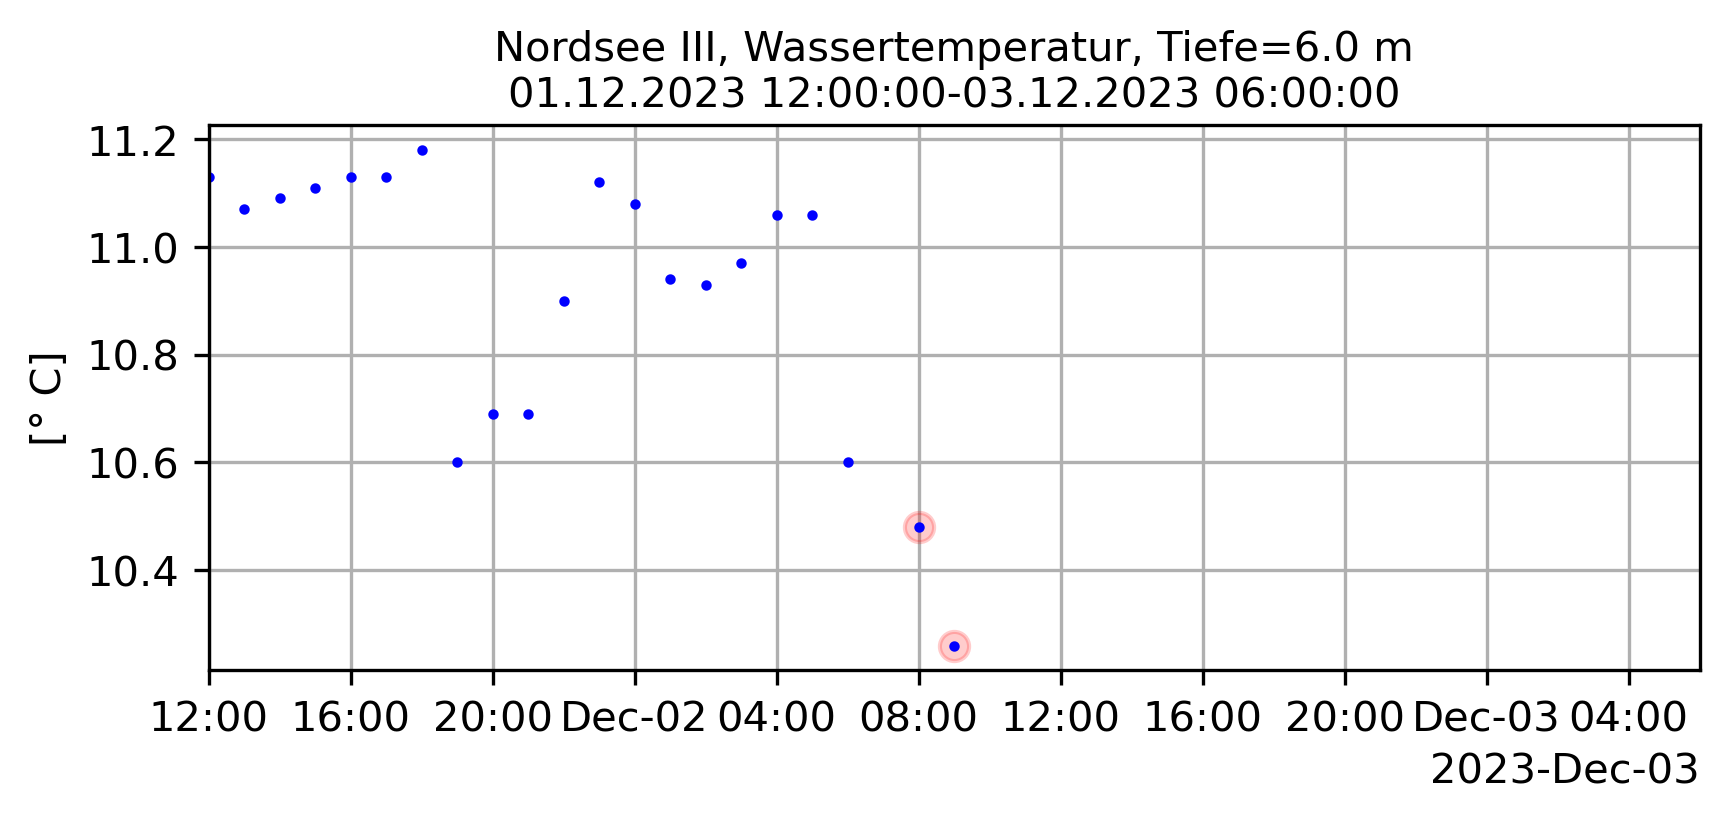 Nordsee III, Wassertemperatur, Tiefe=6.0 m
01.12.2023 12:00:00-03.12.2023 06:00:00
11.2
11.0
10.8
10.6
10.4
[° C]
12:00 16:00 20:00 Dec-02 04:00 08:00 12:00 16:00 20:00 Dec-03 04:00
2023-Dec-03